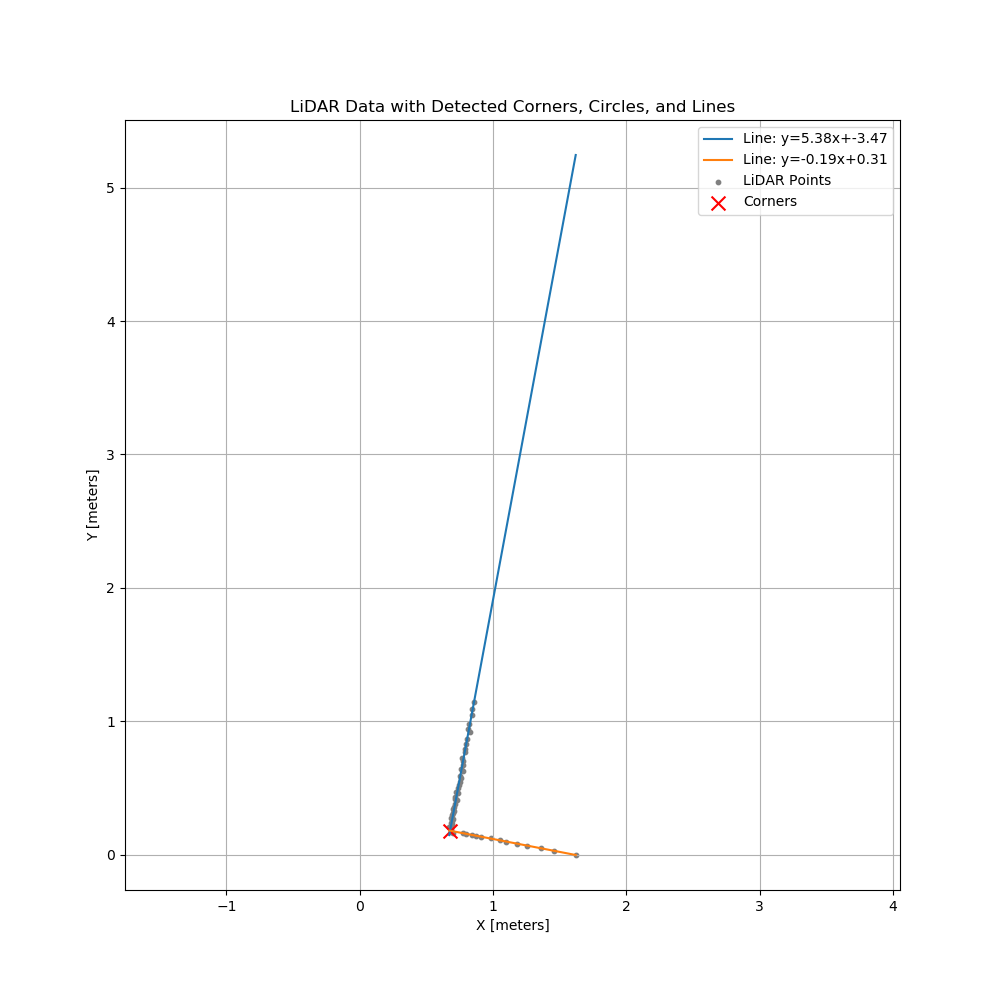 LiDAR Data with Detected Corners, Circles, and Lines
Line: y=5.38x+-3.47
Line: y=-0.19x+0.31
LiDAR Points
Corners
5
4
3
2
1
0
Y [meters]
−1 0 1 2 3 4
X [meters]